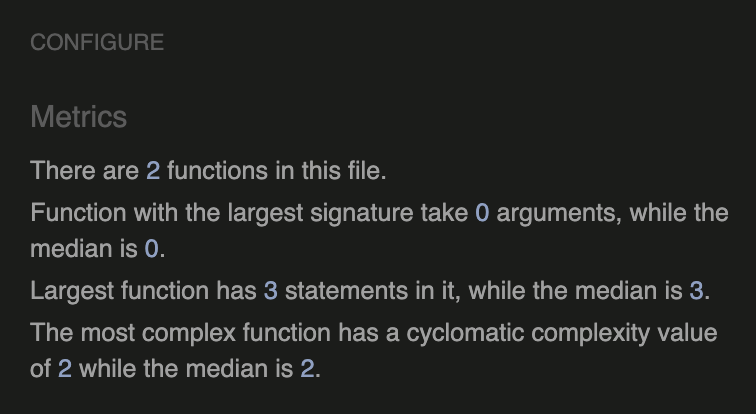 CONFIGURE
Metrics
There are 2 functions in this file.
Function with the largest signature take 0 arguments, while the
median is 0.
Largest function has 3 statements in it, while the median is 3.
The most complex function has a cyclomatic complexity value
of 2 while the median is 2.